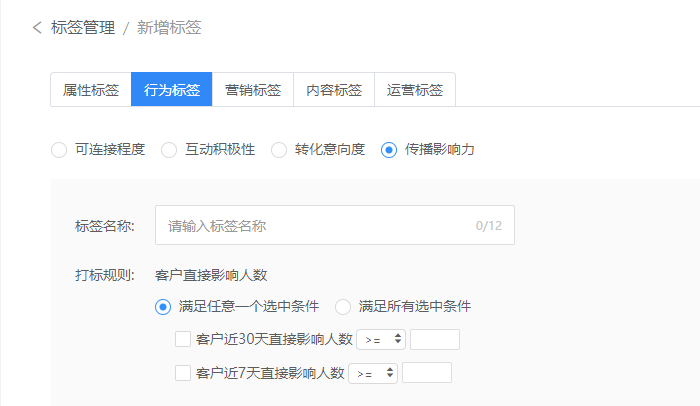 标签管理 / 新增标签
属性标签 行为标签 营销标签 内容标签 运营标签
可连接程度 互动积极性 转化意向度 传播影响力
标签名称: 请输入标签名称 0/12
打标规则: 客户直接影响人数
满足任意一个选中条件 满足所有选中条件
客户近30天直接影响人数 >=
客户近7天直接影响人数 >=